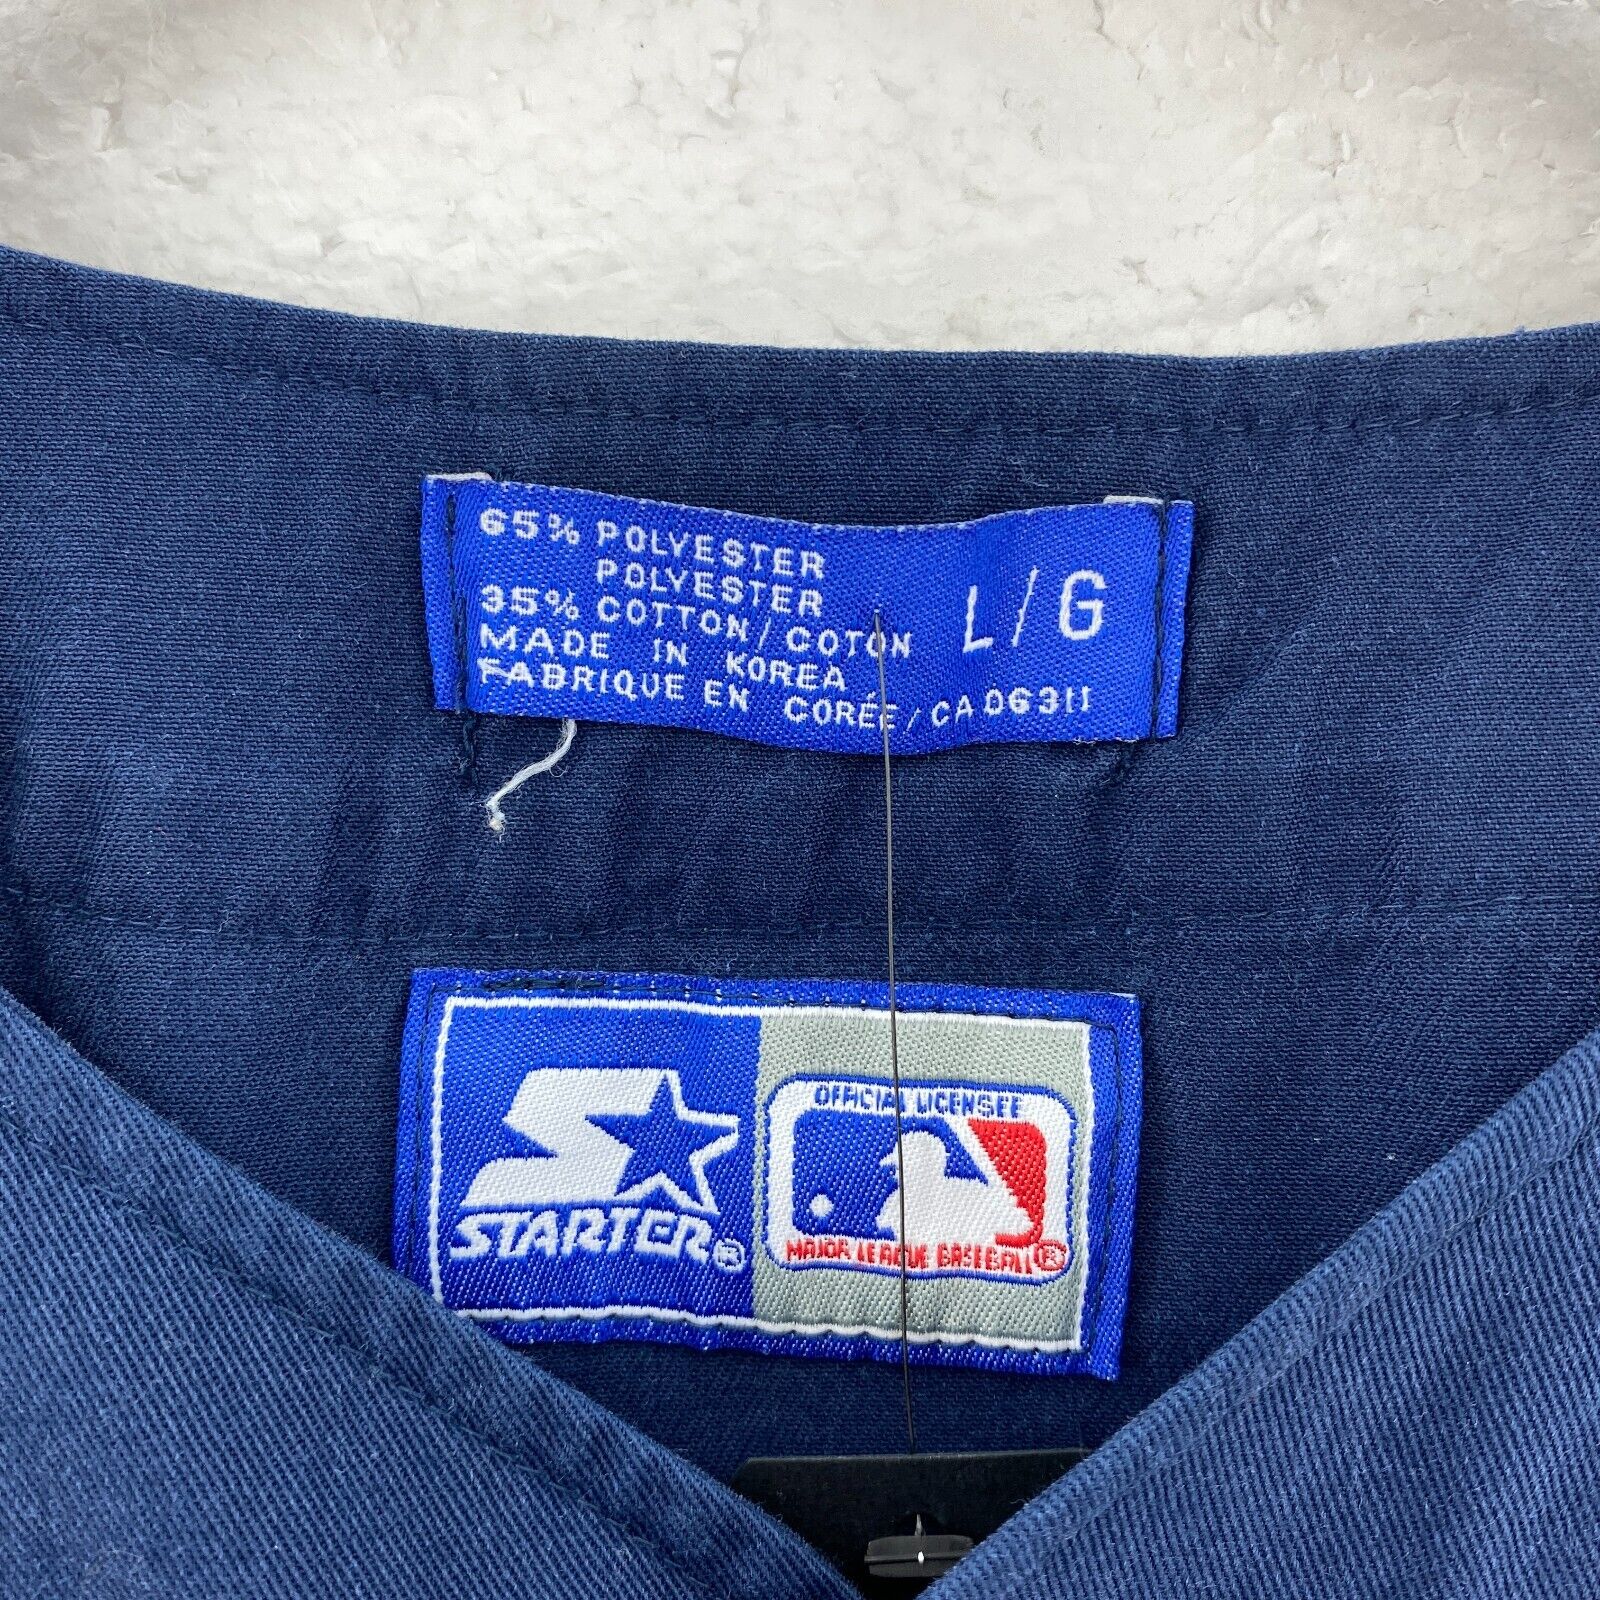 65% POLYESTER
POLYESTER
35% COTTON/COTON
MADE IN KOREA
FABRIQUE EN CORÉE/CA06311
L/G
STARTER®
OFFICIAL LICENSEE
MAJOR LEAGUE BASEBALL®